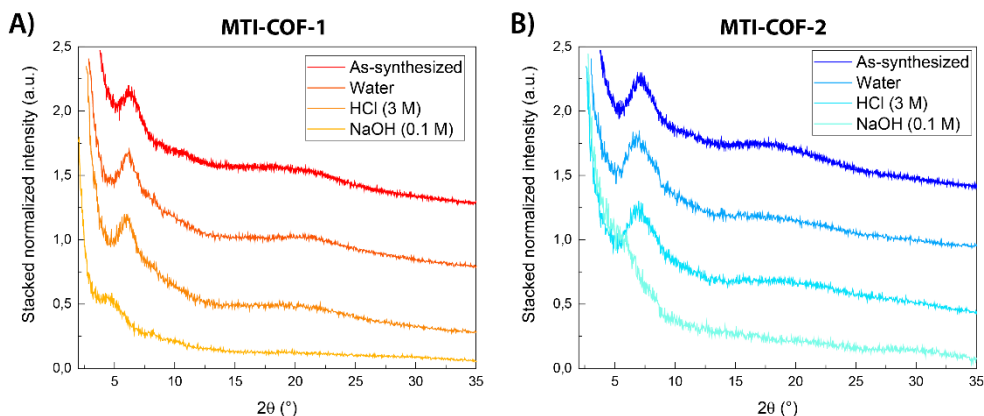 A)
MTI-COF-1
As-synthesized
Water
HCl (3 M)
NaOH (0.1 M)
Stacked normalized intensity (a.u.)
2,5
2,0
1,5
1,0
0,5
0,0
5 10 15 20 25 30 35
2θ (°)
B)
MTI-COF-2
As-synthesized
Water
HCl (3 M)
NaOH (0.1 M)
Stacked normalized intensity (a.u.)
2,5
2,0
1,5
1,0
0,5
0,0
5 10 15 20 25 30 35
2θ (°)